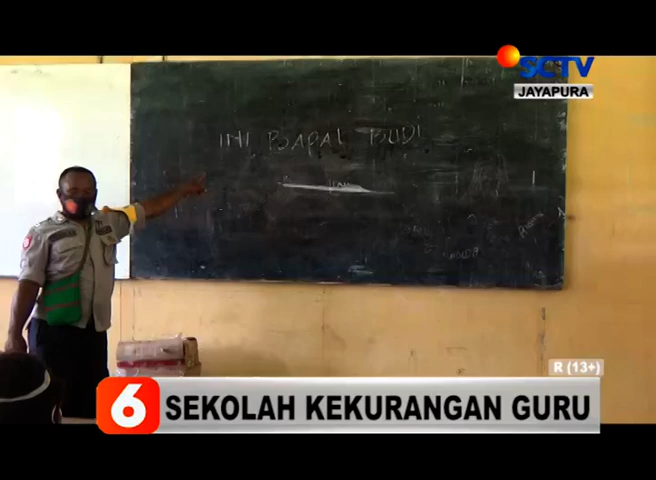 SCTV
JAYAPURA
INI BAPAK BUDI
R (13+)
6 SEKOLAH KEKURANGAN GURU